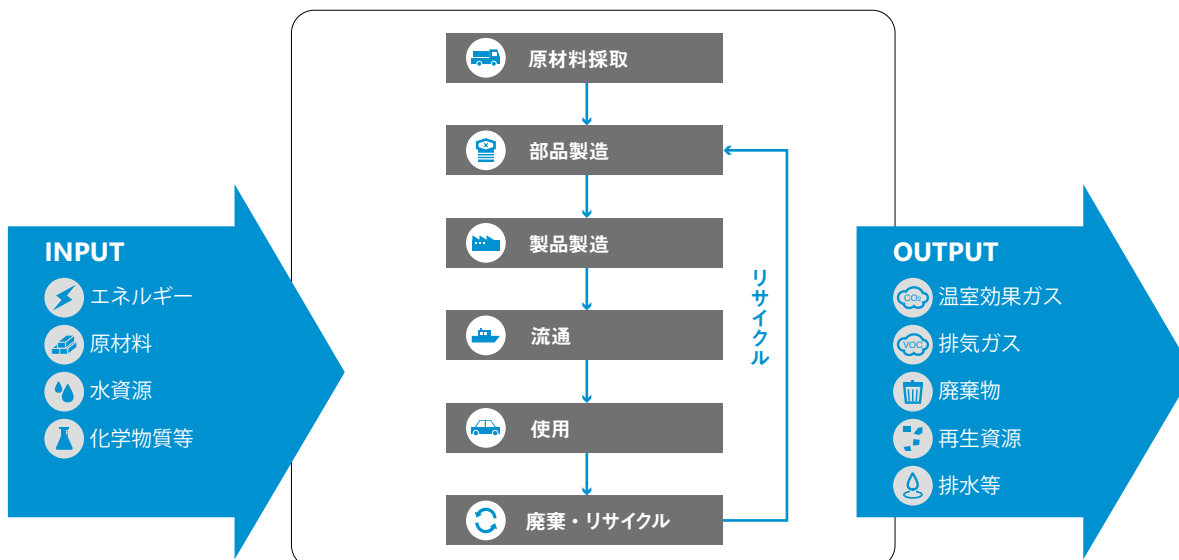 INPUT
エネルギー
原材料
水資源
化学物質等
原材料採取
部品製造
製品製造
流通
使用
廃棄・リサイクル
リサイクル
OUTPUT
CO₂
温室効果ガス
VOC
排気ガス
廃棄物
再生資源
排水等